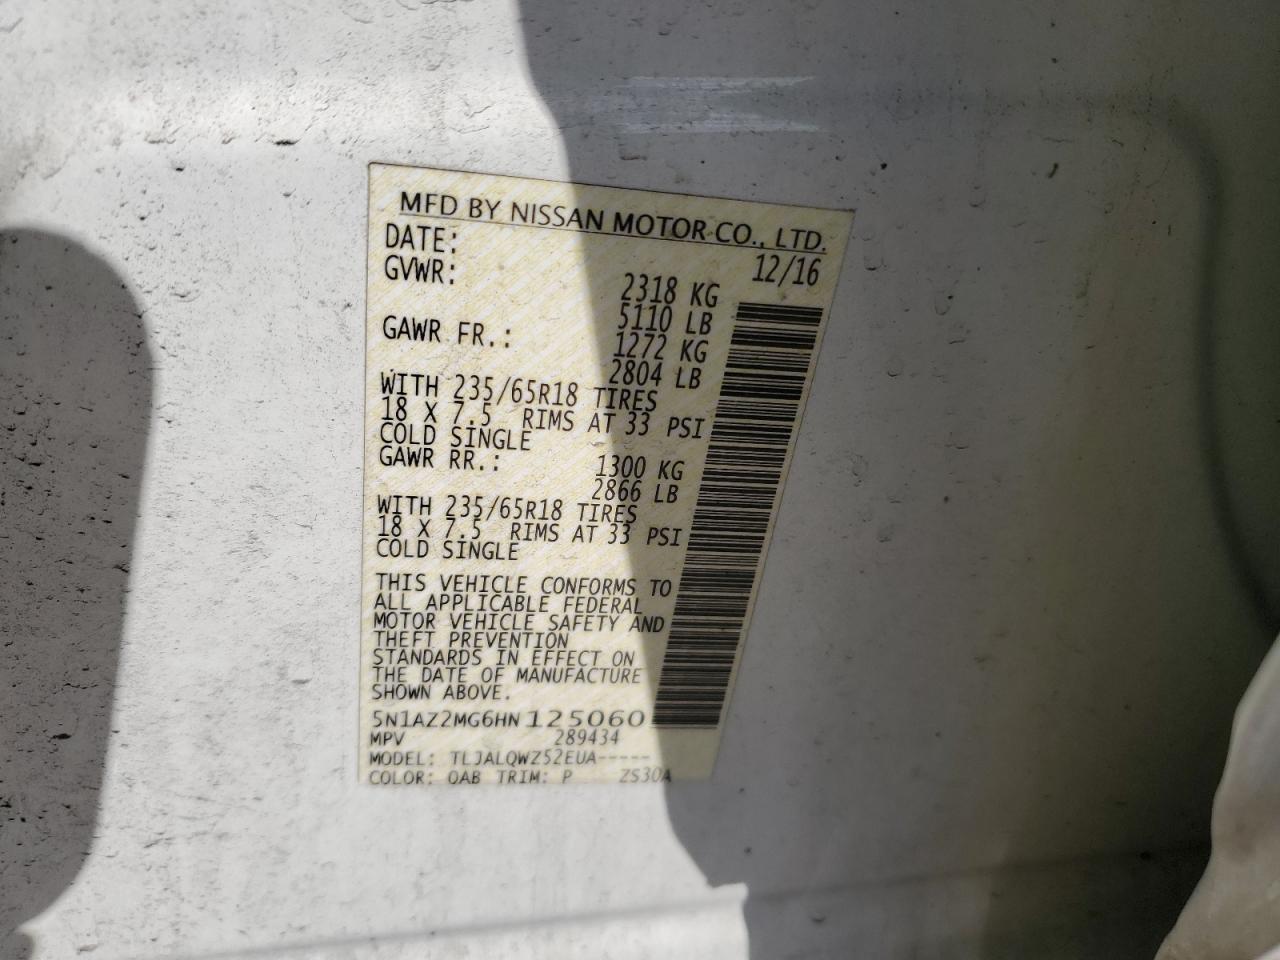 MFD BY NISSAN MOTOR CO., LTD.
DATE: 12/16
GVWR: 2318 KG
5110 LB
GAWR FR.: 1272 KG
2804 LB
WITH 235/65R18 TIRES
18 X 7.5 RIMS AT 33 PSI
COLD SINGLE
GAWR RR.: 1300 KG
2866 LB
WITH 235/65R18 TIRES
18 X 7.5 RIMS AT 33 PSI
COLD SINGLE
THIS VEHICLE CONFORMS TO
ALL APPLICABLE FEDERAL
MOTOR VEHICLE SAFETY AND
THEFT PREVENTION
STANDARDS IN EFFECT ON
THE DATE OF MANUFACTURE
SHOWN ABOVE.
5N1AZ2MG6HN125060
MPV 289434
MODEL: TLJALQWZ52EUA-----
COLOR: QAB TRIM: P ZS30A